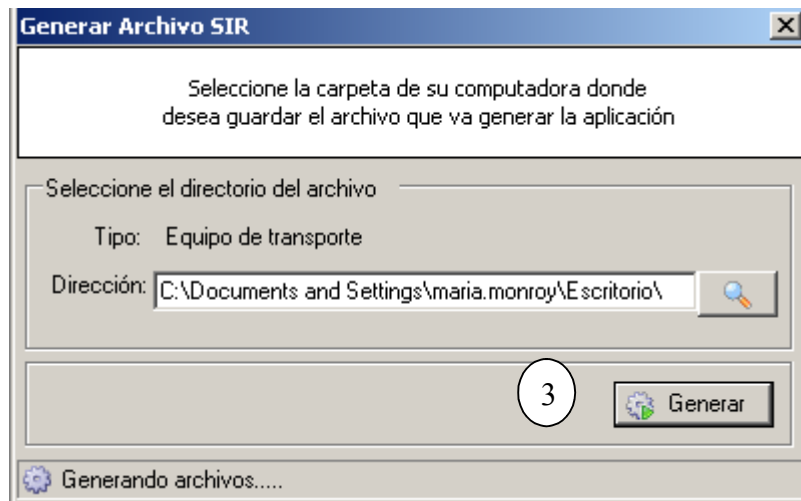 Generar Archivo SIR
Seleccione la carpeta de su computadora donde
desea guardar el archivo que va generar la aplicación
Seleccione el directorio del archivo
Tipo: Equipo de transporte
Dirección: C:\Documents and Settings\maria.monroy\Escritorio\
3
Generar
Generando archivos.....